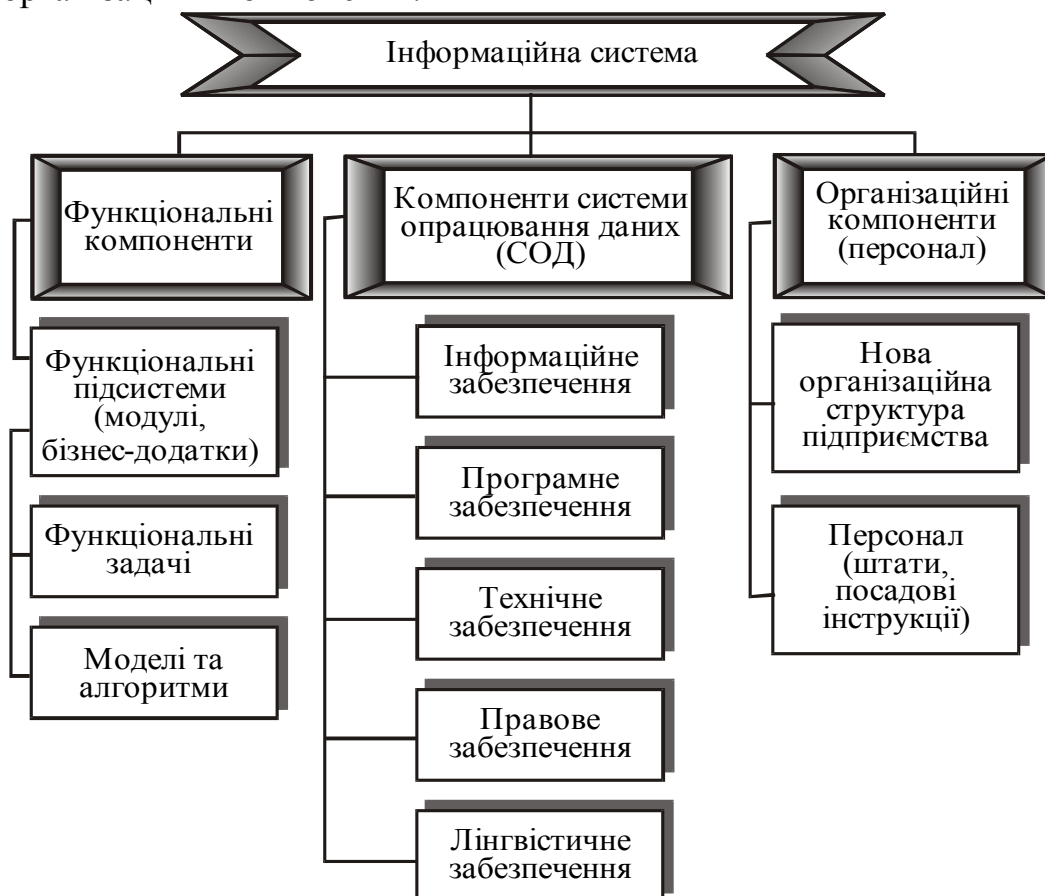 Інформаційна система
Функціональні
компоненти
Функціональні
підсистеми
(модулі,
бізнес-додатки)
Функціональні
задачі
Моделі та
алгоритми
Компоненти системи
опрацювання даних
(СОД)
Інформаційне
забезпечення
Програмне
забезпечення
Технічне
забезпечення
Правове
забезпечення
Лінгвістичне
забезпечення
Організаційні
компоненти
(персонал)
Нова
організаційна
структура
підприємства
Персонал
(штати,
посадові
інструкції)